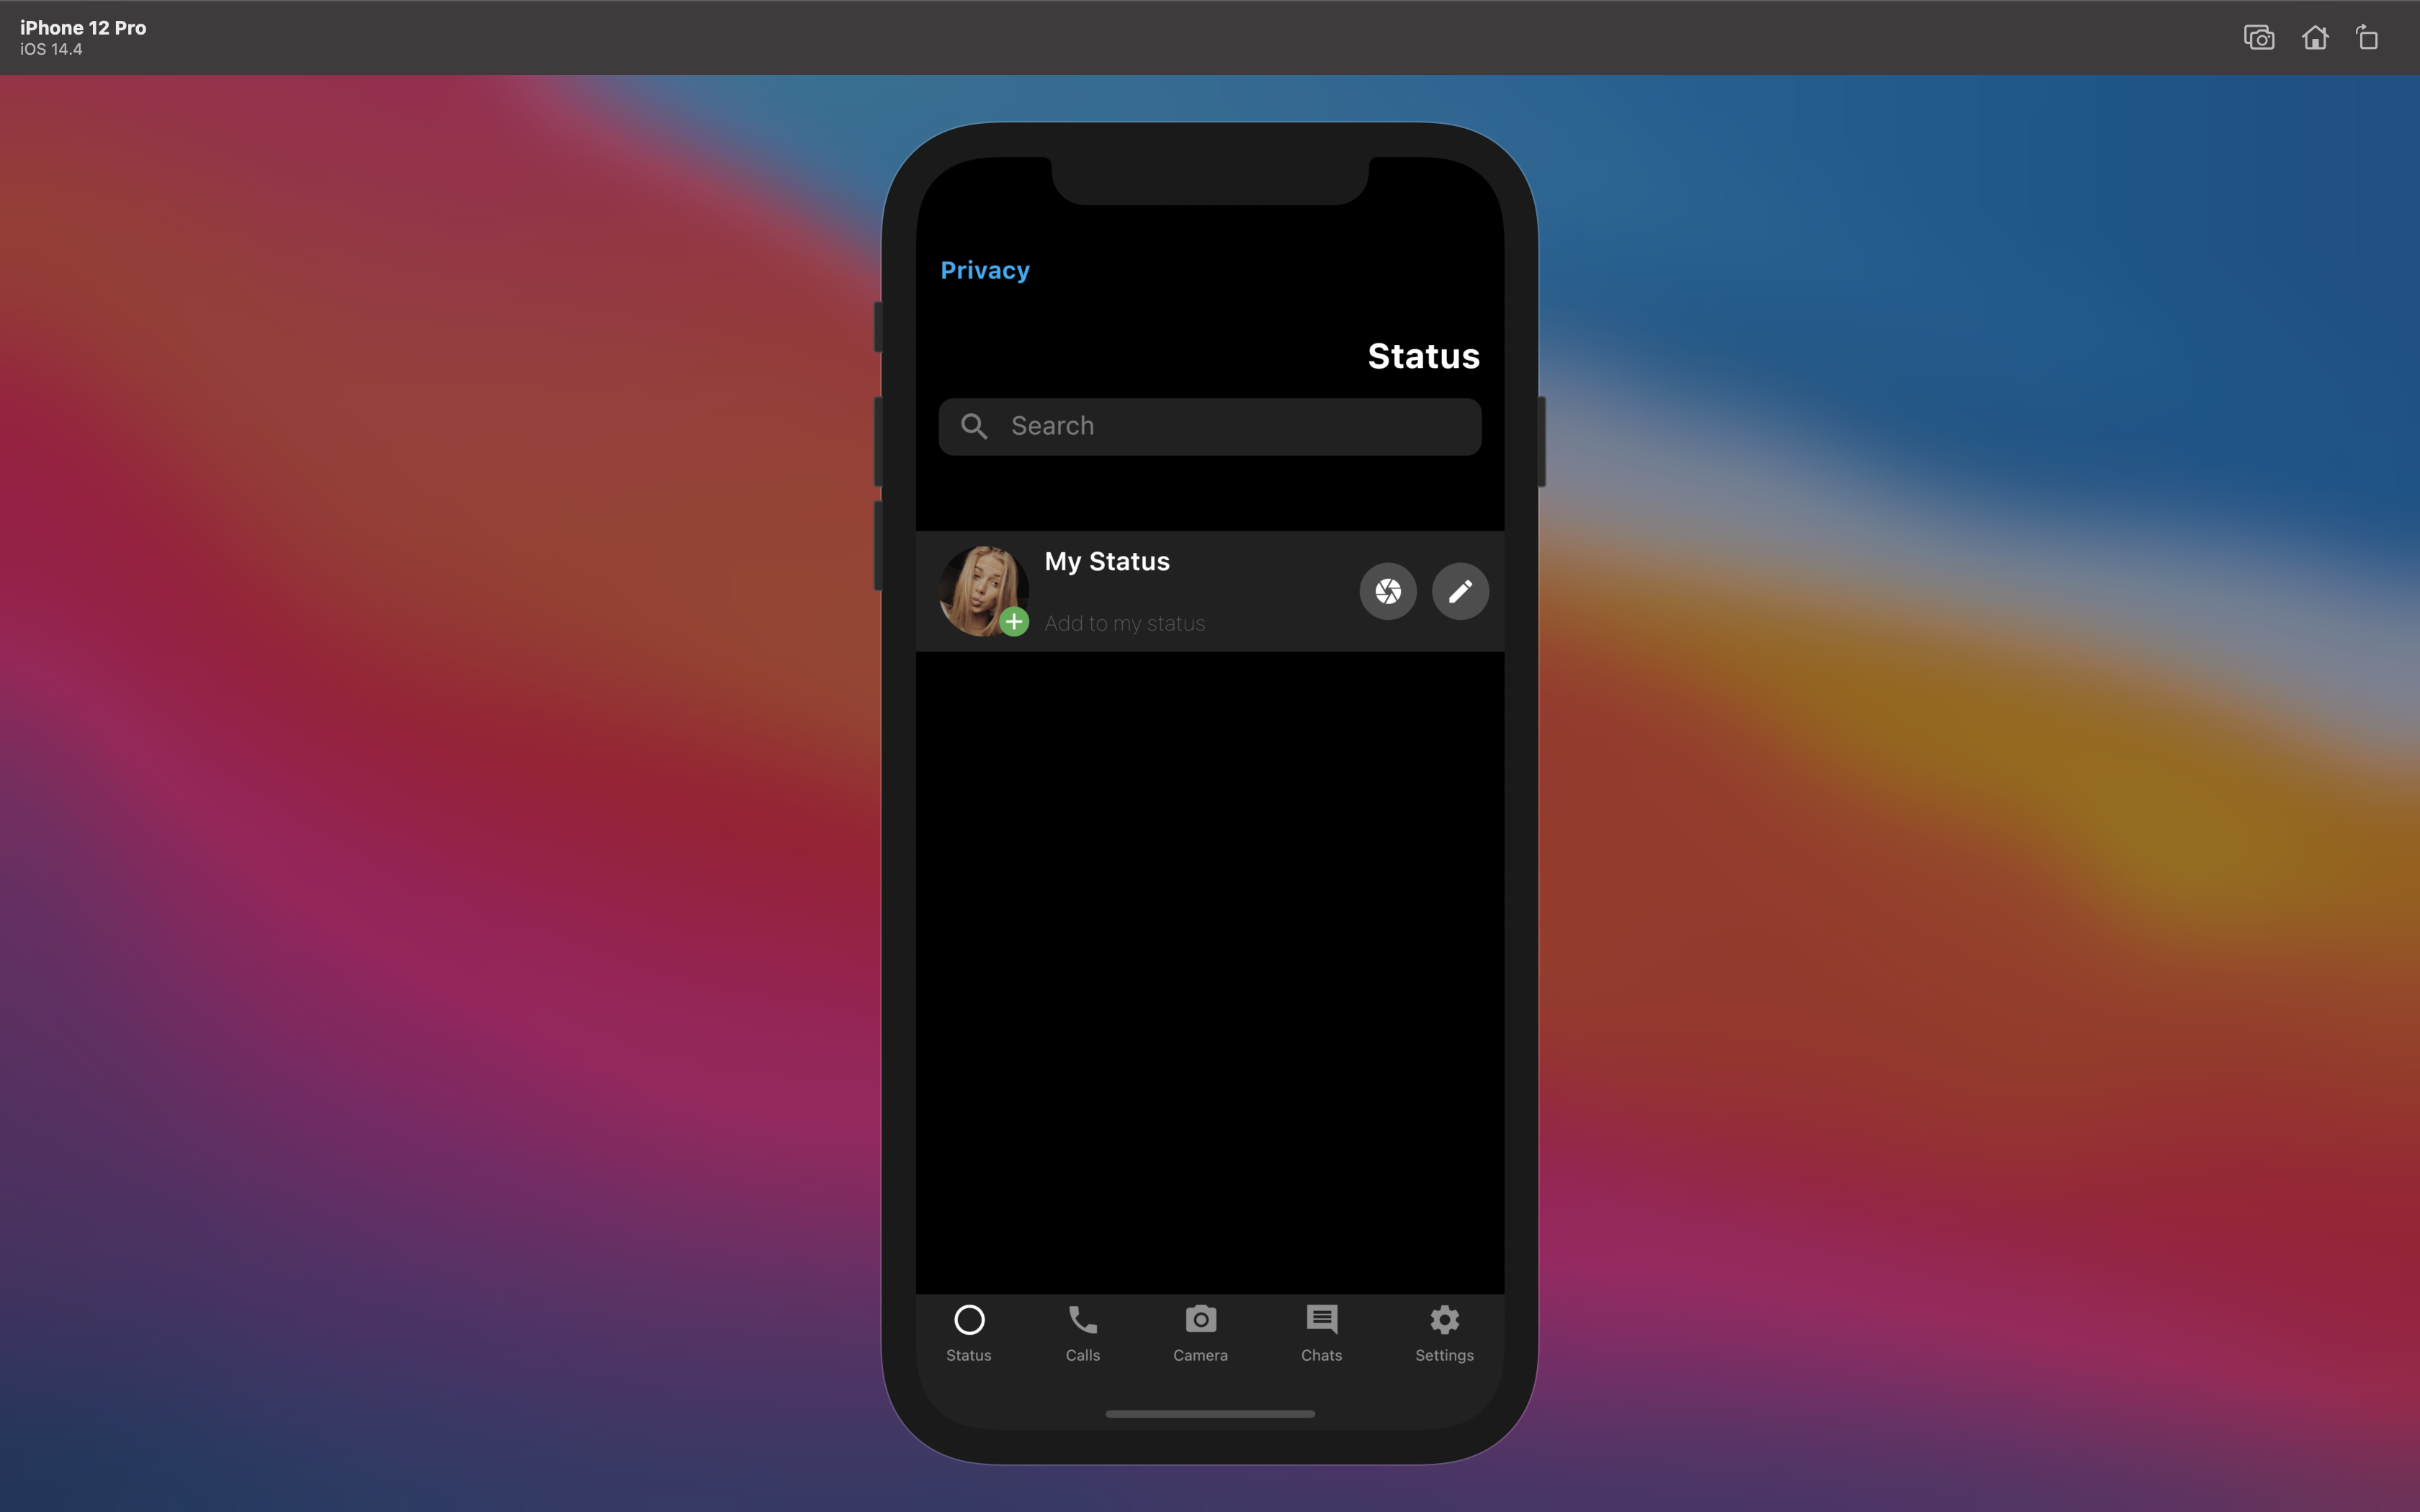 iPhone 12 Pro
iOS 14.4
Privacy
Status
Search
My Status
Add to my status
Status Calls Camera Chats Settings